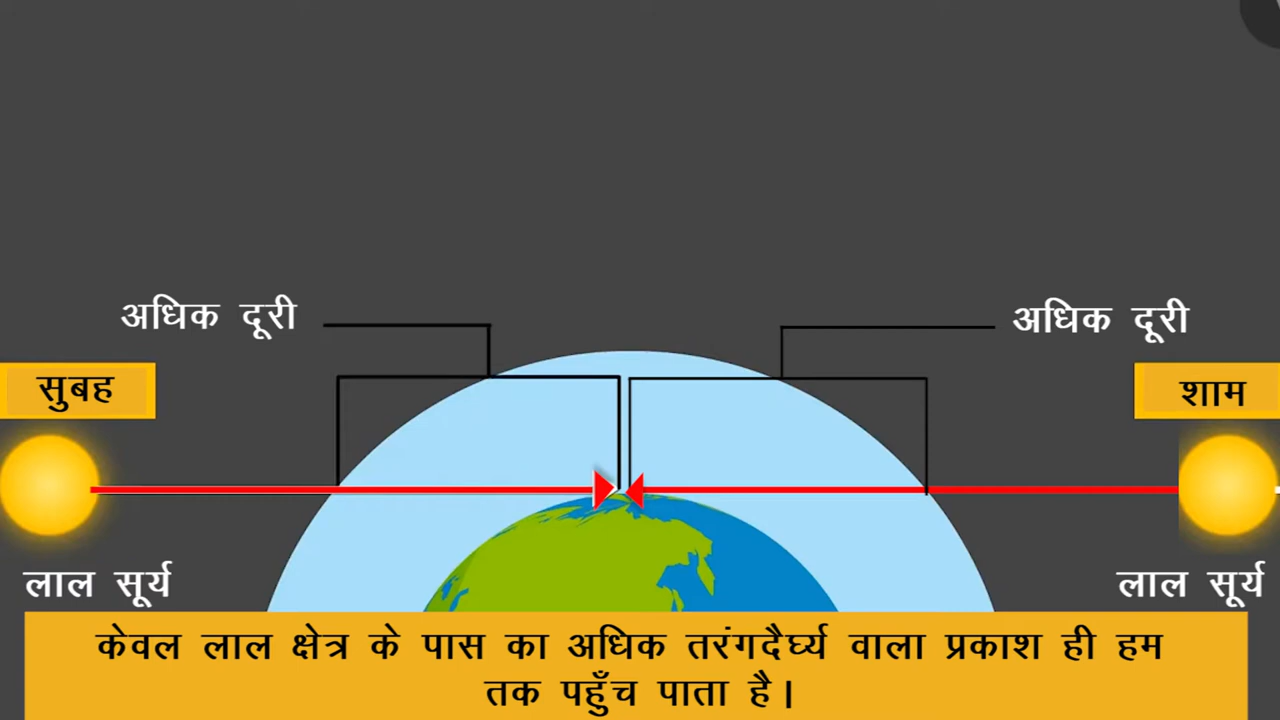 अधिक दूरी
अधिक दूरी
सुबह
शाम
लाल सूर्य
लाल सूर्य
केवल लाल क्षेत्र के पास का अधिक तरंगदैर्घ्य वाला प्रकाश ही हम
तक पहुँच पाता है।